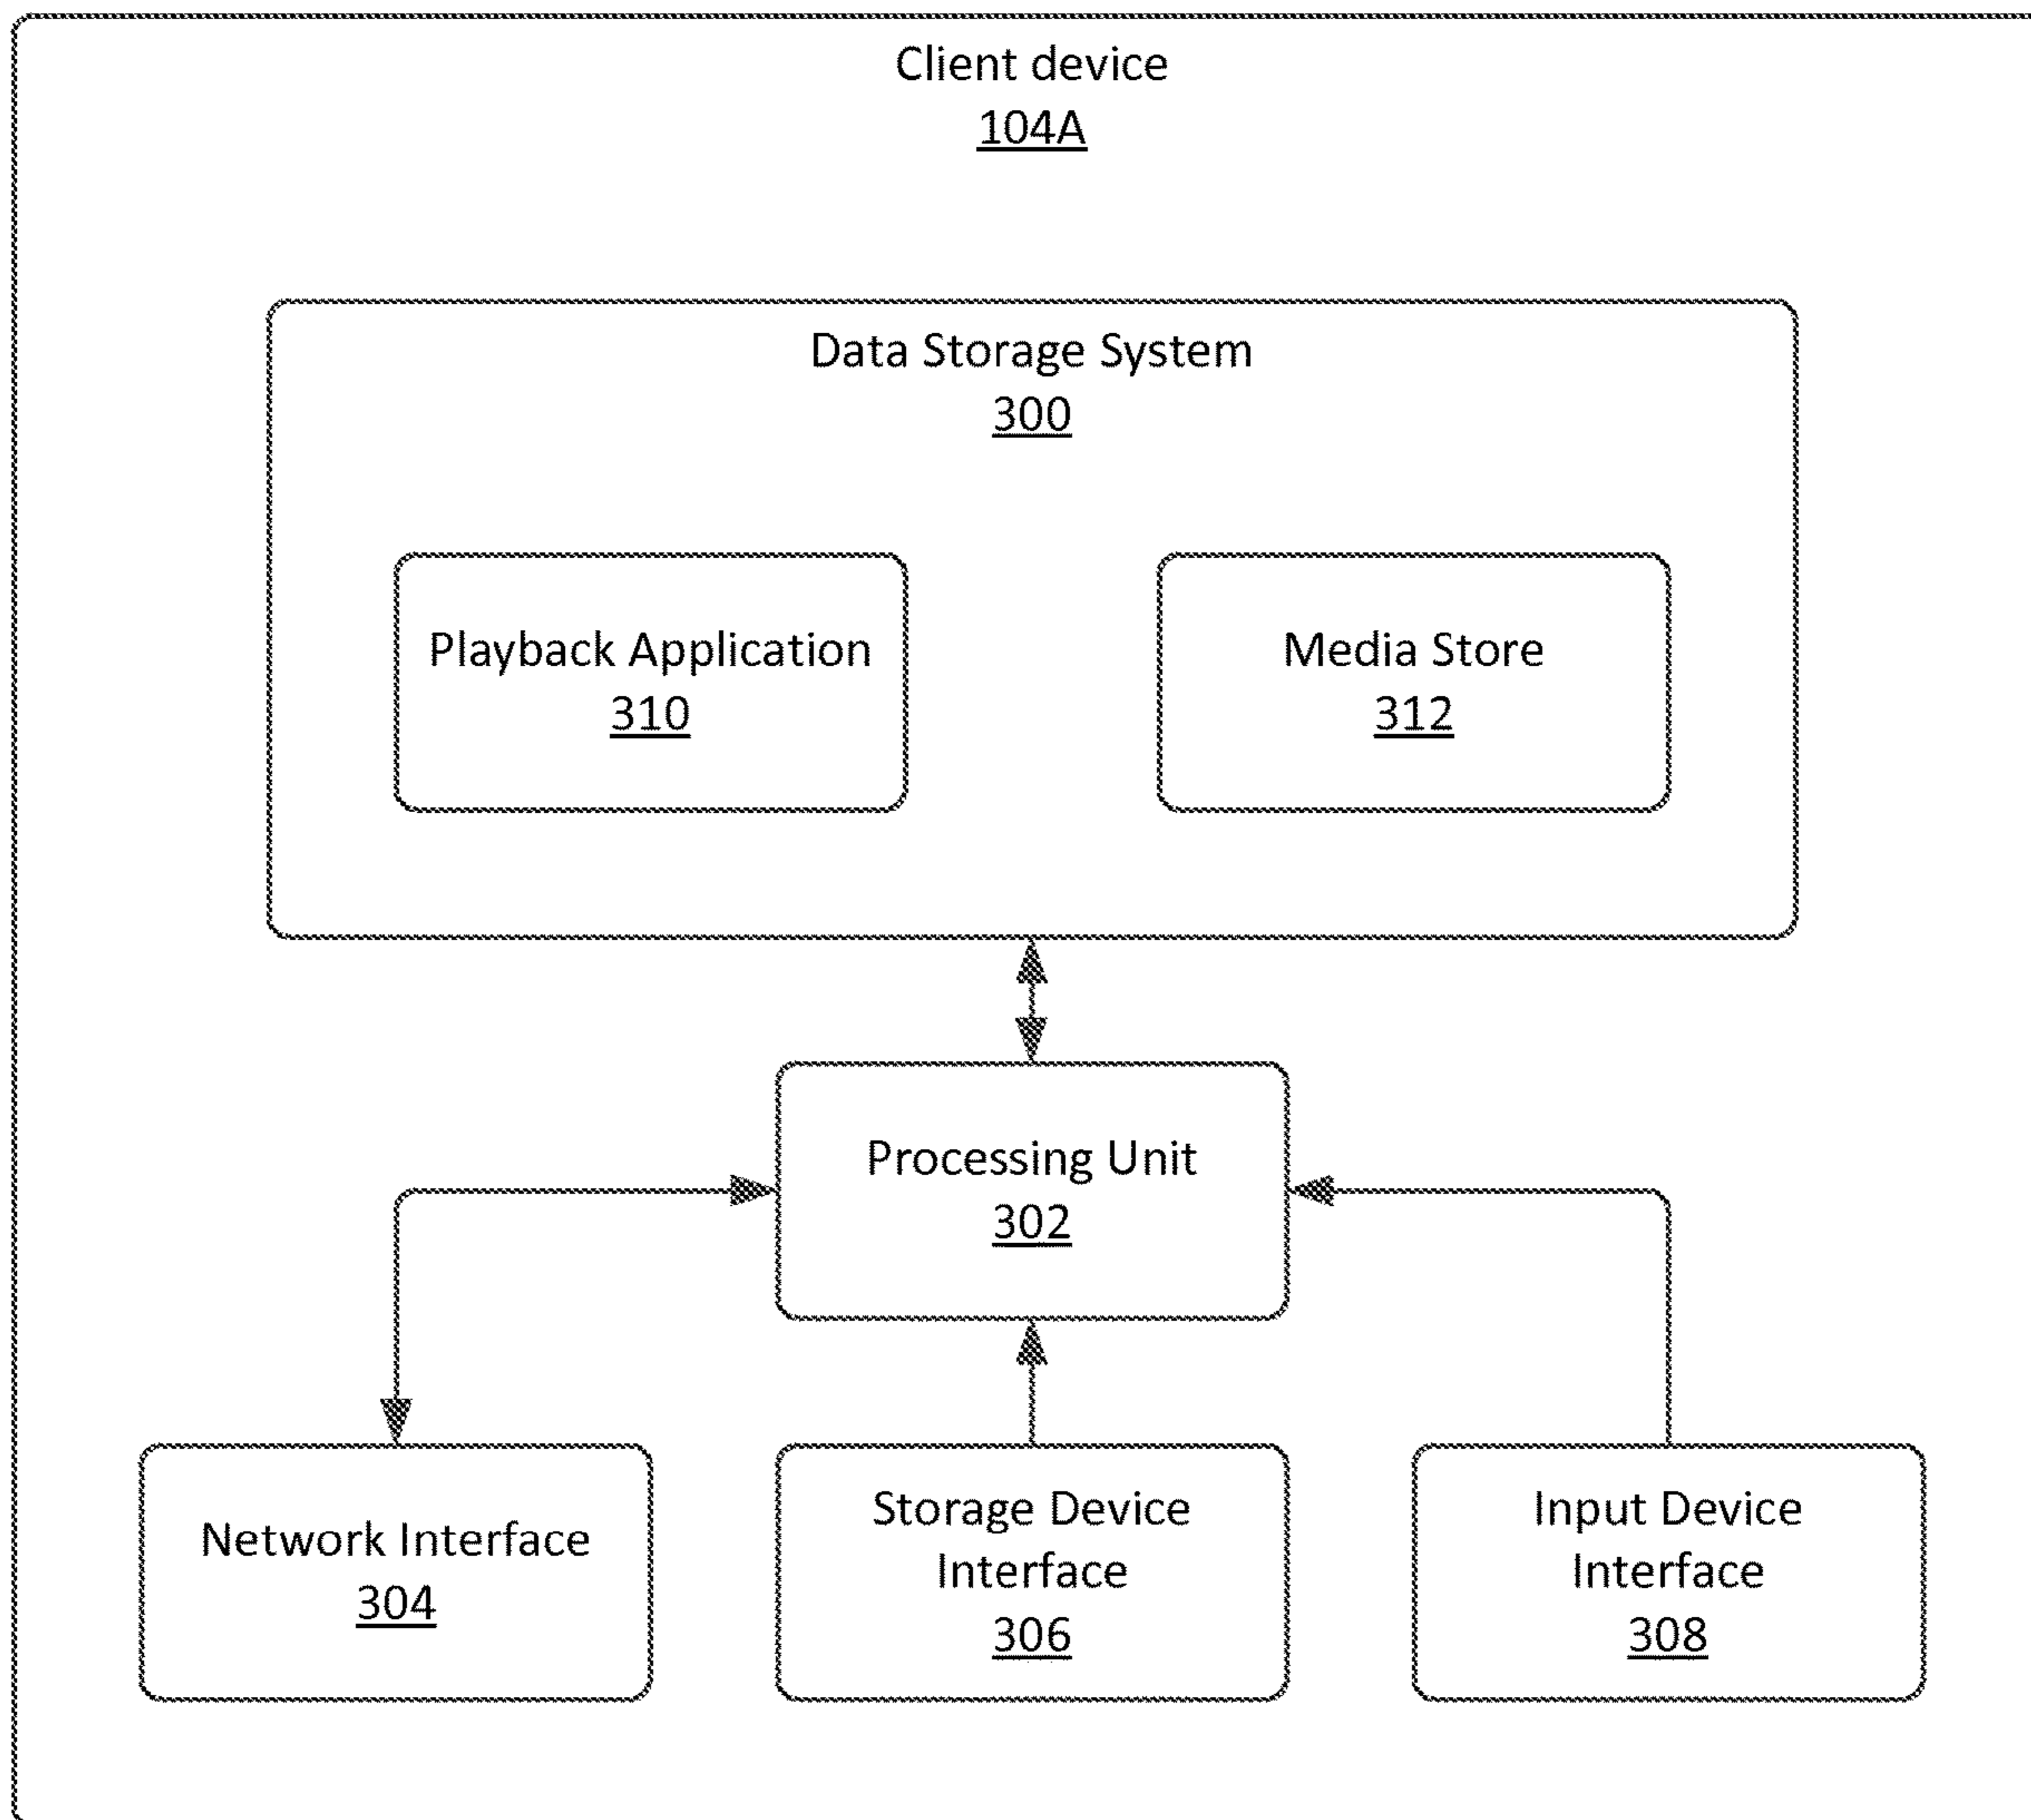 Client device
104A
Data Storage System
300
Playback Application
310
Media Store
312
Processing Unit
302
Network Interface
304
Storage Device
Interface
306
Input Device
Interface
308